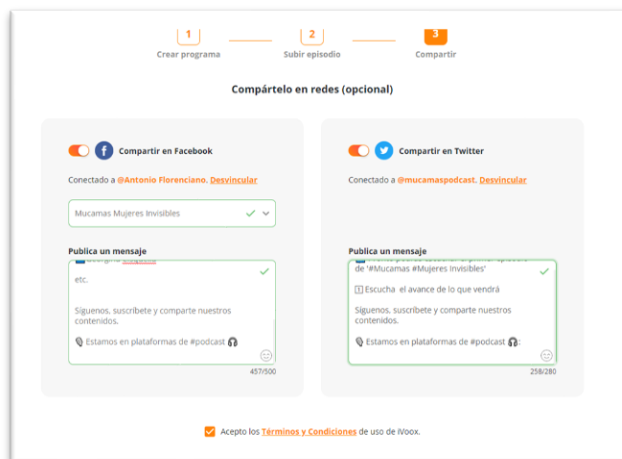 1 2 3
Crear programa Subir episodio Compartir
Compártelo en redes (opcional)
Compartir en Facebook
Conectado a @Antonio Florenciano. Desvincular
Mucamas Mujeres Invisibles
Publica un mensaje
etc.
Síguenos, suscríbete y comparte nuestros
contenidos.
Estamos en plataformas de #podcast
457/500
Compartir en Twitter
Conectado a @mucamaspodcast. Desvincular
Publica un mensaje
de '#Mucamas #Mujeres Invisibles'
Escucha el avance de lo que vendrá
Síguenos, suscríbete y comparte nuestros
contenidos.
Estamos en plataformas de #podcast :
258/280
Acepto los Términos y Condiciones de uso de iVoox.